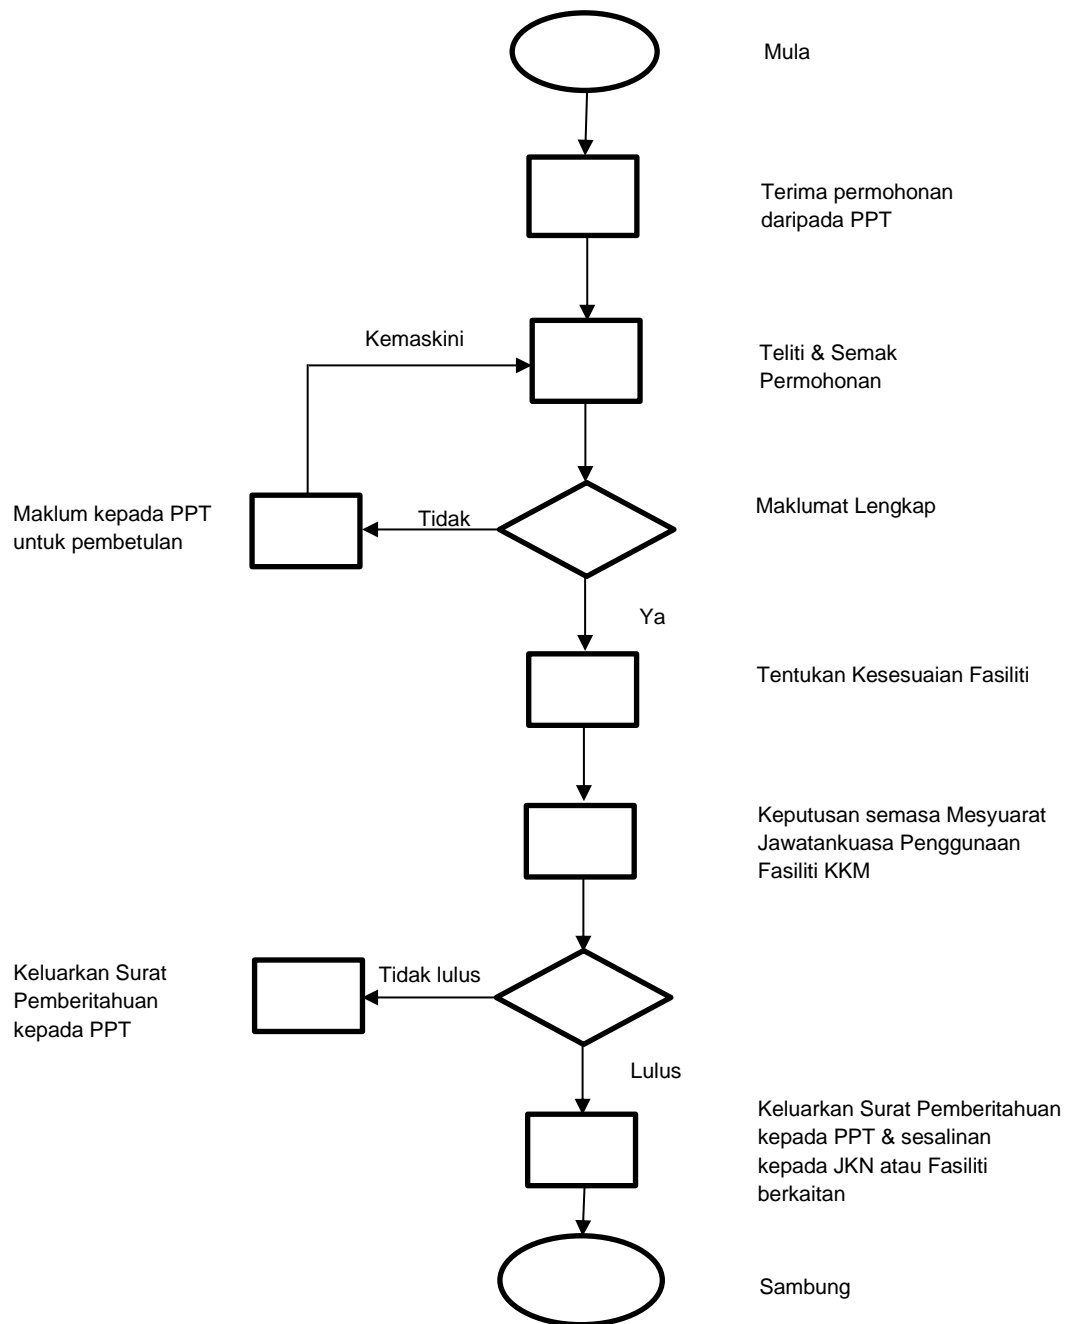 Mula
Terima permohonan
daripada PPT
Kemaskini
Teliti & Semak
Permohonan
Maklum kepada PPT
untuk pembetulan
Tidak
Maklumat Lengkap
Ya
Tentukan Kesesuaian Fasiliti
Keputusan semasa Mesyuarat
Jawatankuasa Penggunaan
Fasiliti KKM
Keluarkan Surat
Pemberitahuan
kepada PPT
Tidak lulus
Lulus
Keluarkan Surat Pemberitahuan
kepada PPT & sesalinan
kepada JKN atau Fasiliti
berkaitan
Sambung